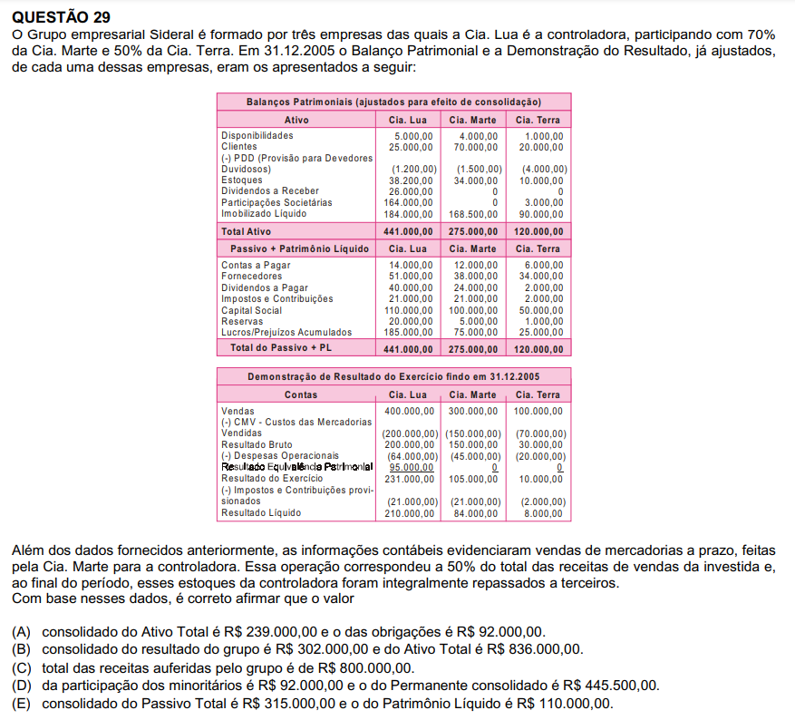 QUESTÃO 29
O Grupo empresarial Sideral é formado por três empresas das quais a Cia. Lua é a controladora, participando com 70%
da Cia. Marte e 50% da Cia. Terra. Em 31.12.2005 o Balanço Patrimonial e a Demonstração do Resultado, já ajustados,
de cada uma dessas empresas, eram os apresentados a seguir:
Balanços Patrimoniais (ajustados para efeito de consolidação)
Ativo Cia. Lua Cia. Marte Cia. Terra
Disponibilidades 5.000,00 4.000,00 1.000,00
Clientes 25.000,00 70.000,00 20.000,00
(-) PDD (Provisão para Devedores
Duvidosos) (1.200,00) (1.500,00) (4.000,00)
Estoques 38.200,00 34.000,00 10.000,00
Dividendos a Receber 26.000,00 0 0
Participações Societárias 164.000,00 0 3.000,00
Imobilizado Líquido 184.000,00 168.500,00 90.000,00
Total Ativo 441.000,00 275.000,00 120.000,00
Passivo + Patrimônio Líquido Cia. Lua Cia. Marte Cia. Terra
Contas a Pagar 14.000,00 12.000,00 6.000,00
Fornecedores 51.000,00 38.000,00 34.000,00
Dividendos a Pagar 40.000,00 24.000,00 2.000,00
Impostos e Contribuições 21.000,00 21.000,00 2.000,00
Capital Social 110.000,00 100.000,00 50.000,00
Reservas 20.000,00 5.000,00 1.000,00
Lucros/Prejuízos Acumulados 185.000,00 75.000,00 25.000,00
Total do Passivo + PL 441.000,00 275.000,00 120.000,00
Demonstração de Resultado do Exercício findo em 31.12.2005
Contas Cia. Lua Cia. Marte Cia. Terra
Vendas 400.000,00 300.000,00 100.000,00
(-) CMV - Custos das Mercadorias
Vendidas (200.000,00) (150.000,00) (70.000,00)
Resultado Bruto 200.000,00 150.000,00 30.000,00
(-) Despesas Operacionais (64.000,00) (45.000,00) (20.000,00)
Resultado Equivalência Patrimonial 95.000,00 0 0
Resultado do Exercício 231.000,00 105.000,00 10.000,00
(-) Impostos e Contribuições provi-
sionados (21.000,00) (21.000,00) (2.000,00)
Resultado Líquido 210.000,00 84.000,00 8.000,00
Além dos dados fornecidos anteriormente, as informações contábeis evidenciaram vendas de mercadorias a prazo, feitas
pela Cia. Marte para a controladora. Essa operação correspondeu a 50% do total das receitas de vendas da investida e,
ao final do período, esses estoques da controladora foram integralmente repassados a terceiros.
Com base nesses dados, é correto afirmar que o valor
(A) consolidado do Ativo Total é R$ 239.000,00 e o das obrigações é R$ 92.000,00.
(B) consolidado do resultado do grupo é R$ 302.000,00 e do Ativo Total é R$ 836.000,00.
(C) total das receitas auferidas pelo grupo é de R$ 800.000,00.
(D) da participação dos minoritários é R$ 92.000,00 e o do Permanente consolidado é R$ 445.500,00.
(E) consolidado do Passivo Total é R$ 315.000,00 e o do Patrimônio Líquido é R$ 110.000,00.